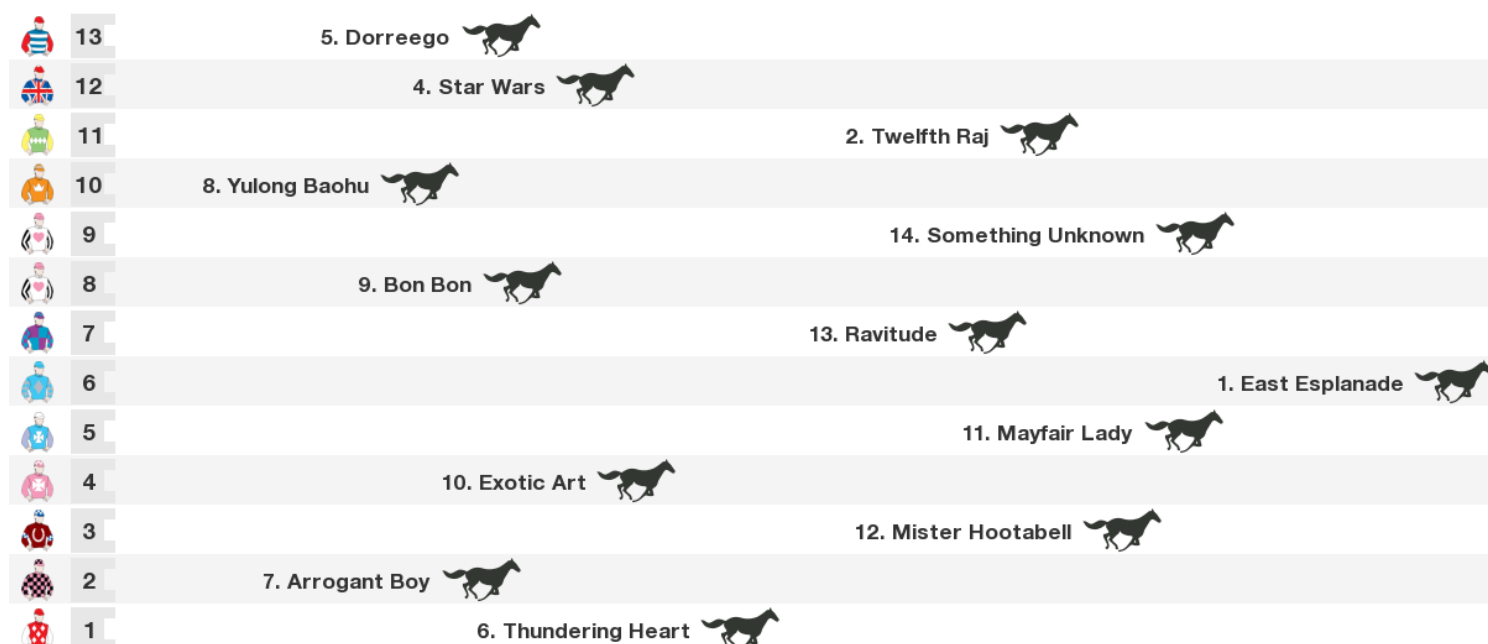 13 5. Dorreego
12 4. Star Wars
11 2. Twelfth Raj
10 8. Yulong Baohu
9 14. Something Unknown
8 9. Bon Bon
7 13. Ravitude
6 1. East Esplanade
5 11. Mayfair Lady
4 10. Exotic Art
3 12. Mister Hootabell
2 7. Arrogant Boy
1 6. Thundering Heart